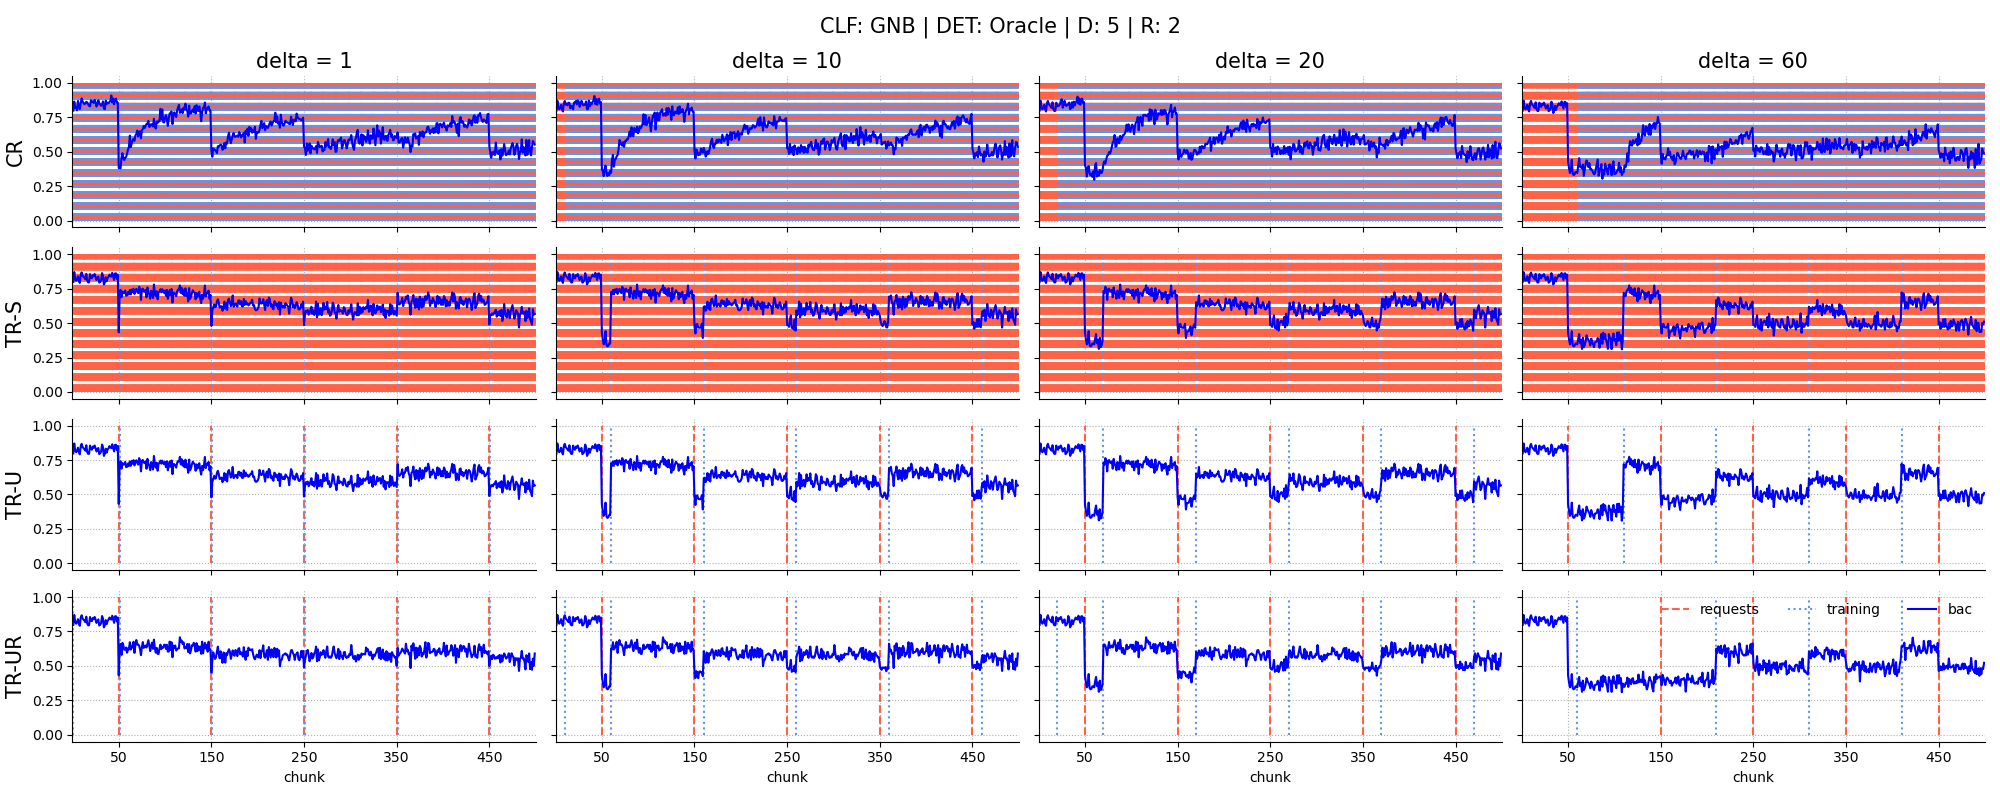 CLF: GNB | DET: Oracle | D: 5 | R: 2
delta = 1
delta = 10
delta = 20
delta = 60
CR
1.00
0.75
0.50
0.25
0.00
TR-S
1.00
0.75
0.50
0.25
0.00
TR-U
1.00
0.75
0.50
0.25
0.00
TR-UR
1.00
0.75
0.50
0.25
0.00
requests
training
bac
50 150 250 350 450
chunk
50 150 250 350 450
chunk
50 150 250 350 450
chunk
50 150 250 350 450
chunk